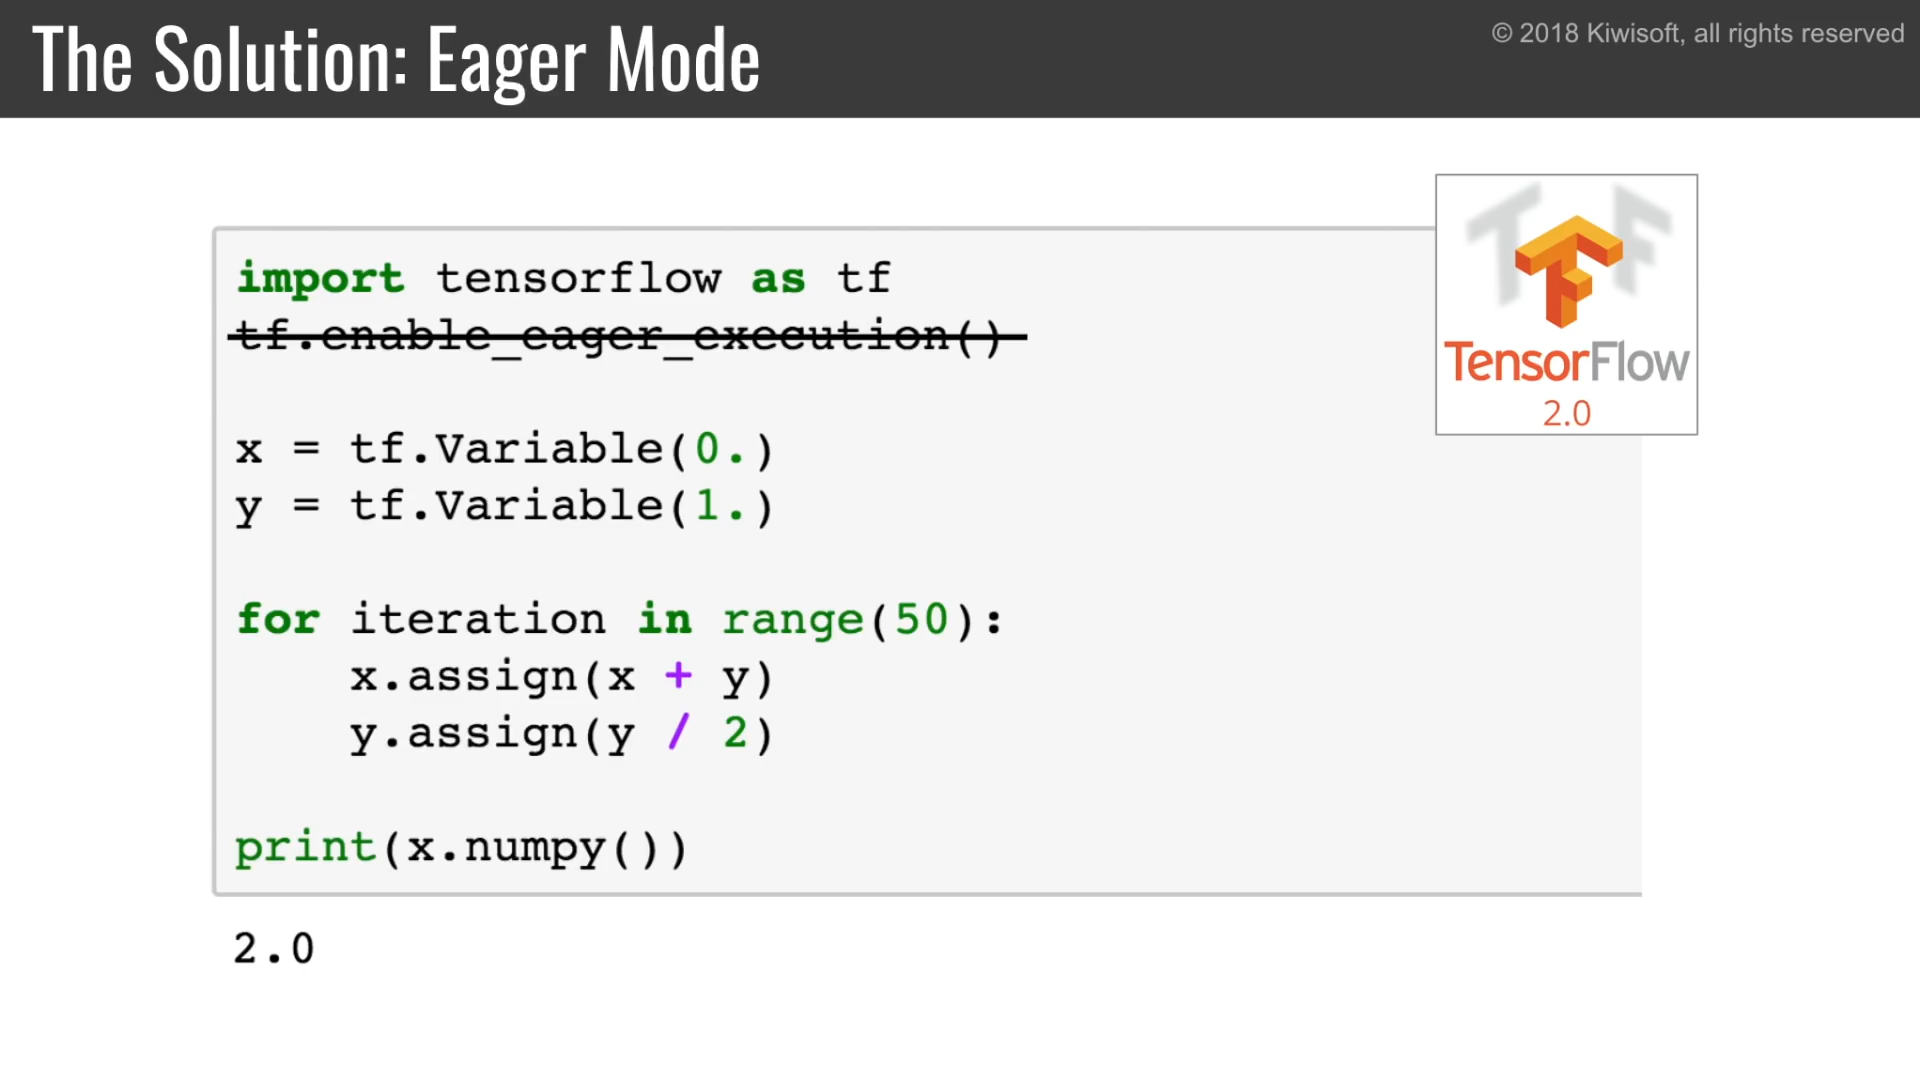 The Solution: Eager Mode
© 2018 Kiwisoft, all rights reserved
import tensorflow as tf
tf.enable_eager_execution()
x = tf.Variable(0.)
y = tf.Variable(1.)
for iteration in range(50):
    x.assign(x + y)
    y.assign(y / 2)
print(x.numpy())
2.0
TF
TensorFlow
2.0